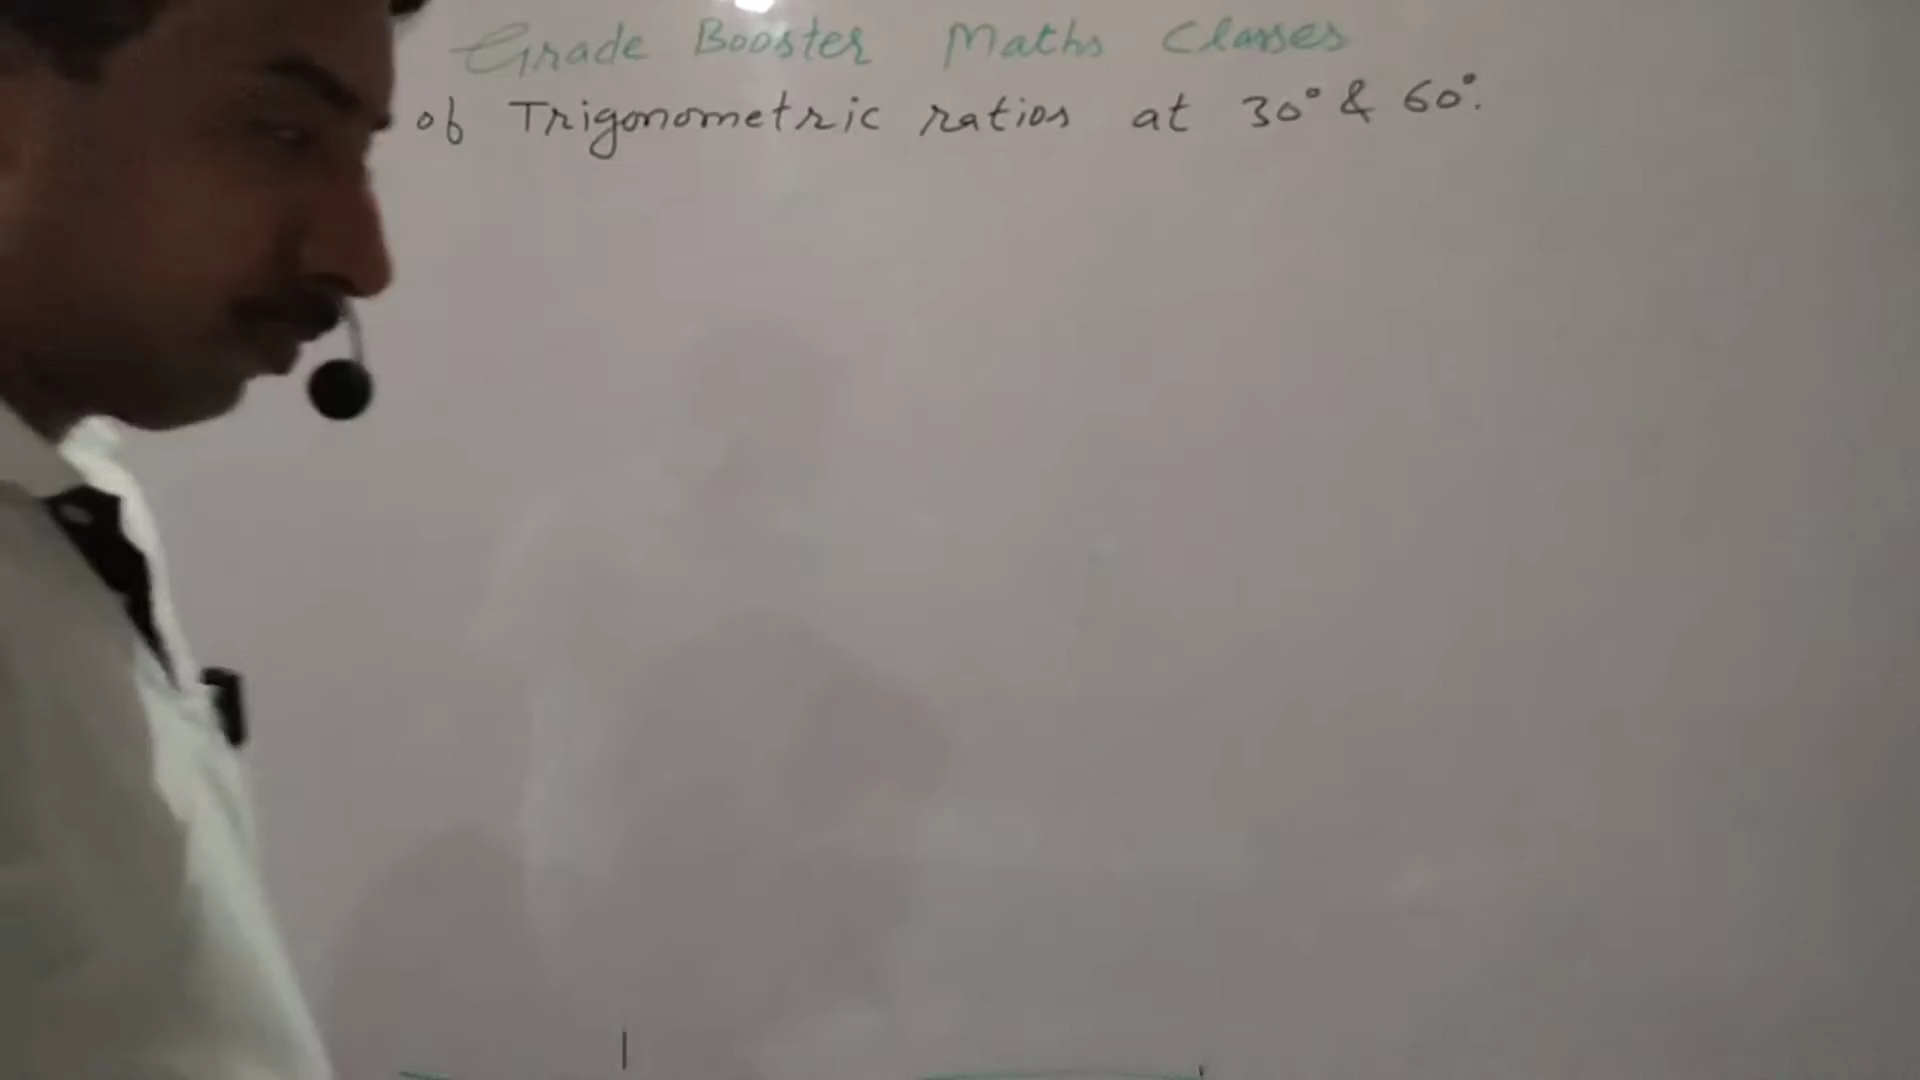 Grade Booster Maths Classes
of Trigonometric ratios at 30° & 60°.